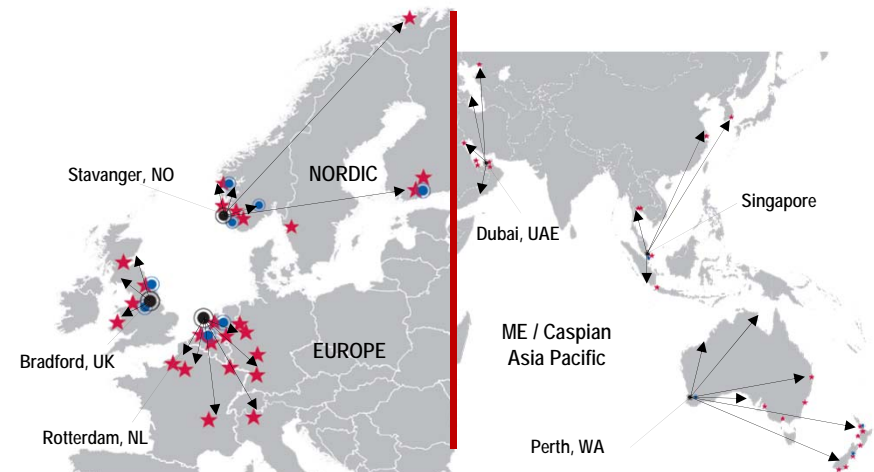 Stavanger, NO
NORDIC
Bradford, UK
EUROPE
Rotterdam, NL
Singapore
Dubai, UAE
ME / Caspian
Asia Pacific
Perth, WA